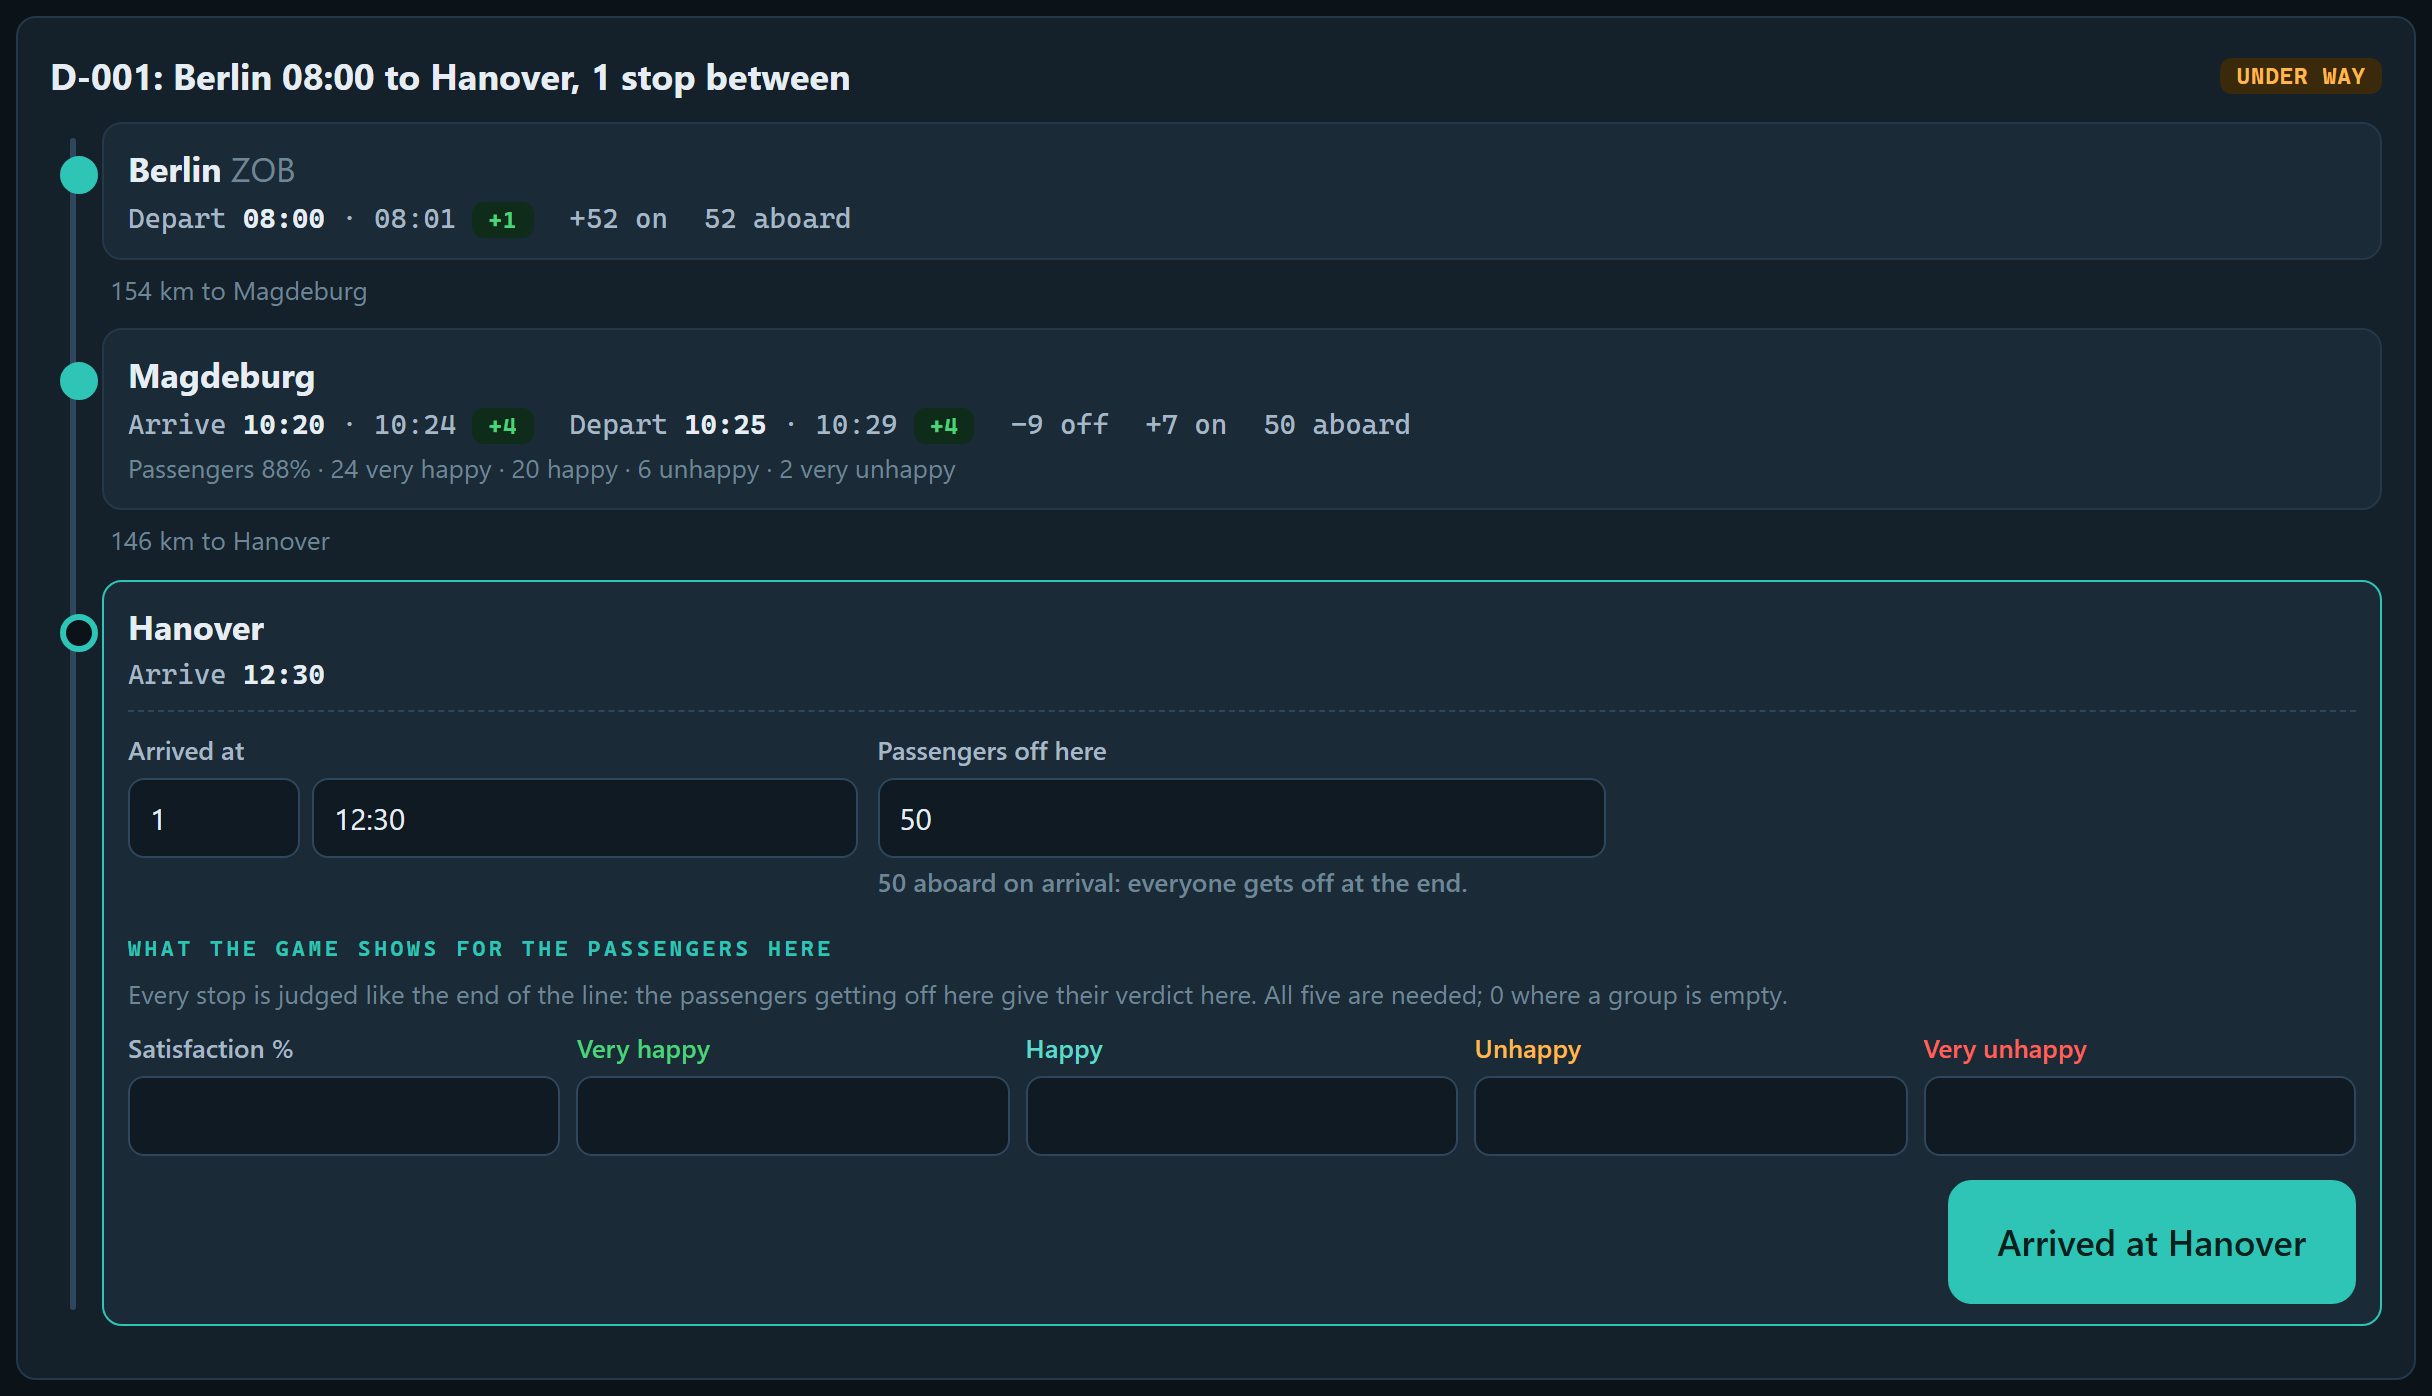 D-001: Berlin 08:00 to Hanover, 1 stop between
UNDER WAY
Berlin ZOB
Depart 08:00 · 08:01 +1 +52 on 52 aboard
154 km to Magdeburg
Magdeburg
Arrive 10:20 · 10:24 +4 Depart 10:25 · 10:29 +4 −9 off +7 on 50 aboard
Passengers 88% · 24 very happy · 20 happy · 6 unhappy · 2 very unhappy
146 km to Hanover
Hanover
Arrive 12:30
Arrived at Passengers off here
1 12:30 50
50 aboard on arrival: everyone gets off at the end.
WHAT THE GAME SHOWS FOR THE PASSENGERS HERE
Every stop is judged like the end of the line: the passengers getting off here give their verdict here. All five are needed; 0 where a group is empty.
Satisfaction % Very happy Happy Unhappy Very unhappy
Arrived at Hanover